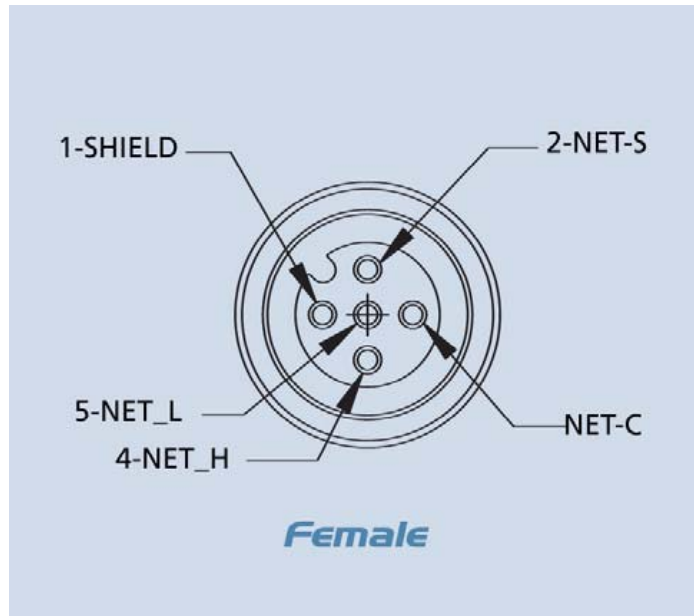 1-SHIELD
2-NET-S
5-NET_L
NET-C
4-NET_H
Female